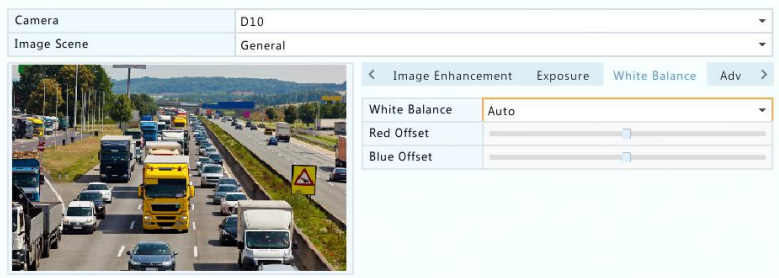 Camera D10
Image Scene General
< Image Enhancement Exposure White Balance Adv >
White Balance Auto
Red Offset
Blue Offset